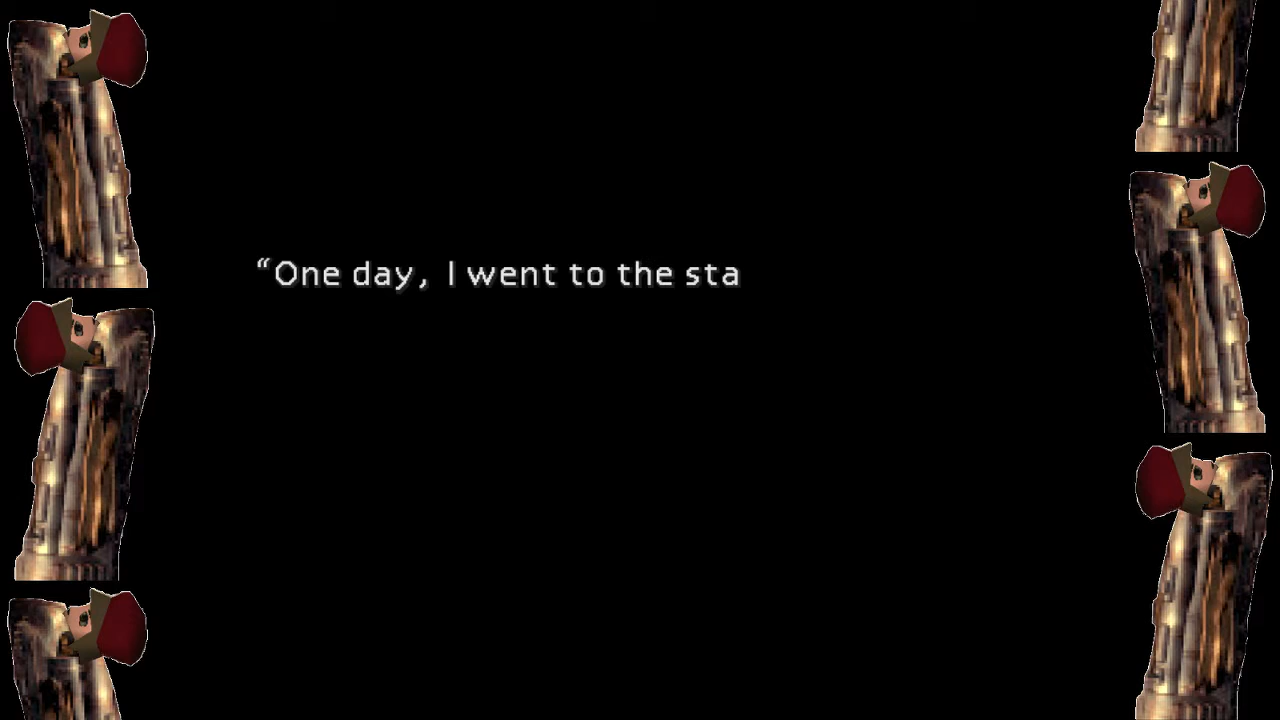 “One day, I went to the sta